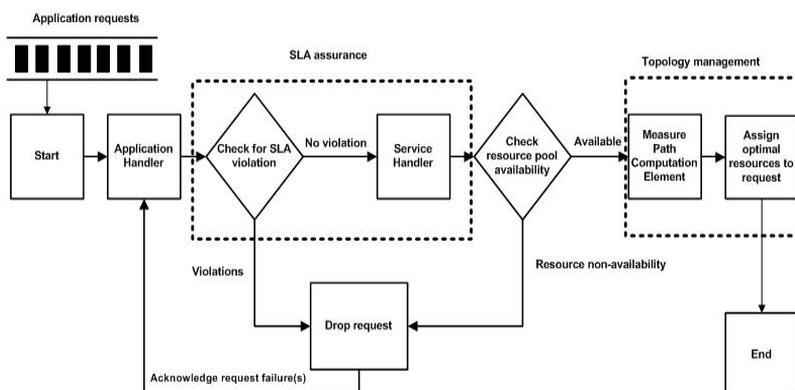 Application requests
SLA assurance
Topology management
Start
Application
Handler
Check for SLA
violation
No violation
Service
Handler
Check
resource pool
availability
Available
Measure
Path
Computation
Element
Assign
optimal
resources to
request
Violations
Resource non-availability
Drop request
End
Acknowledge request failure(s)